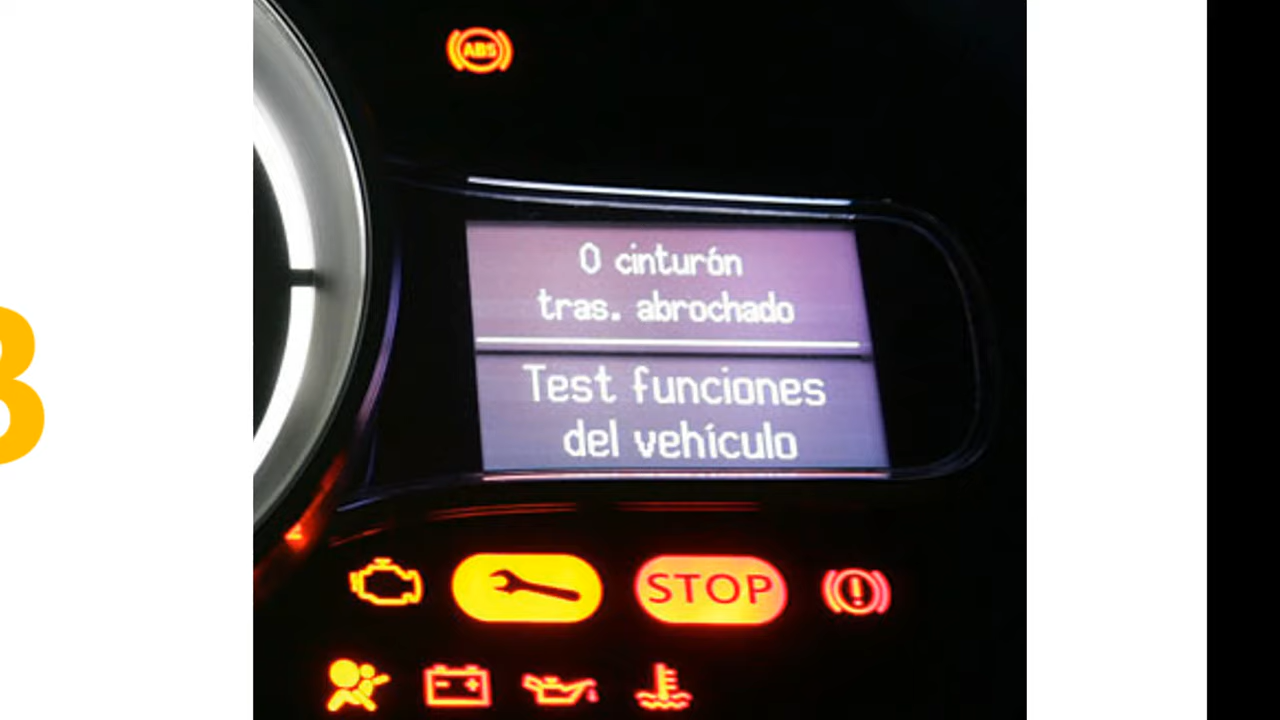 ABS
0 cinturón
tras. abrochado
Test funciones
del vehículo
STOP